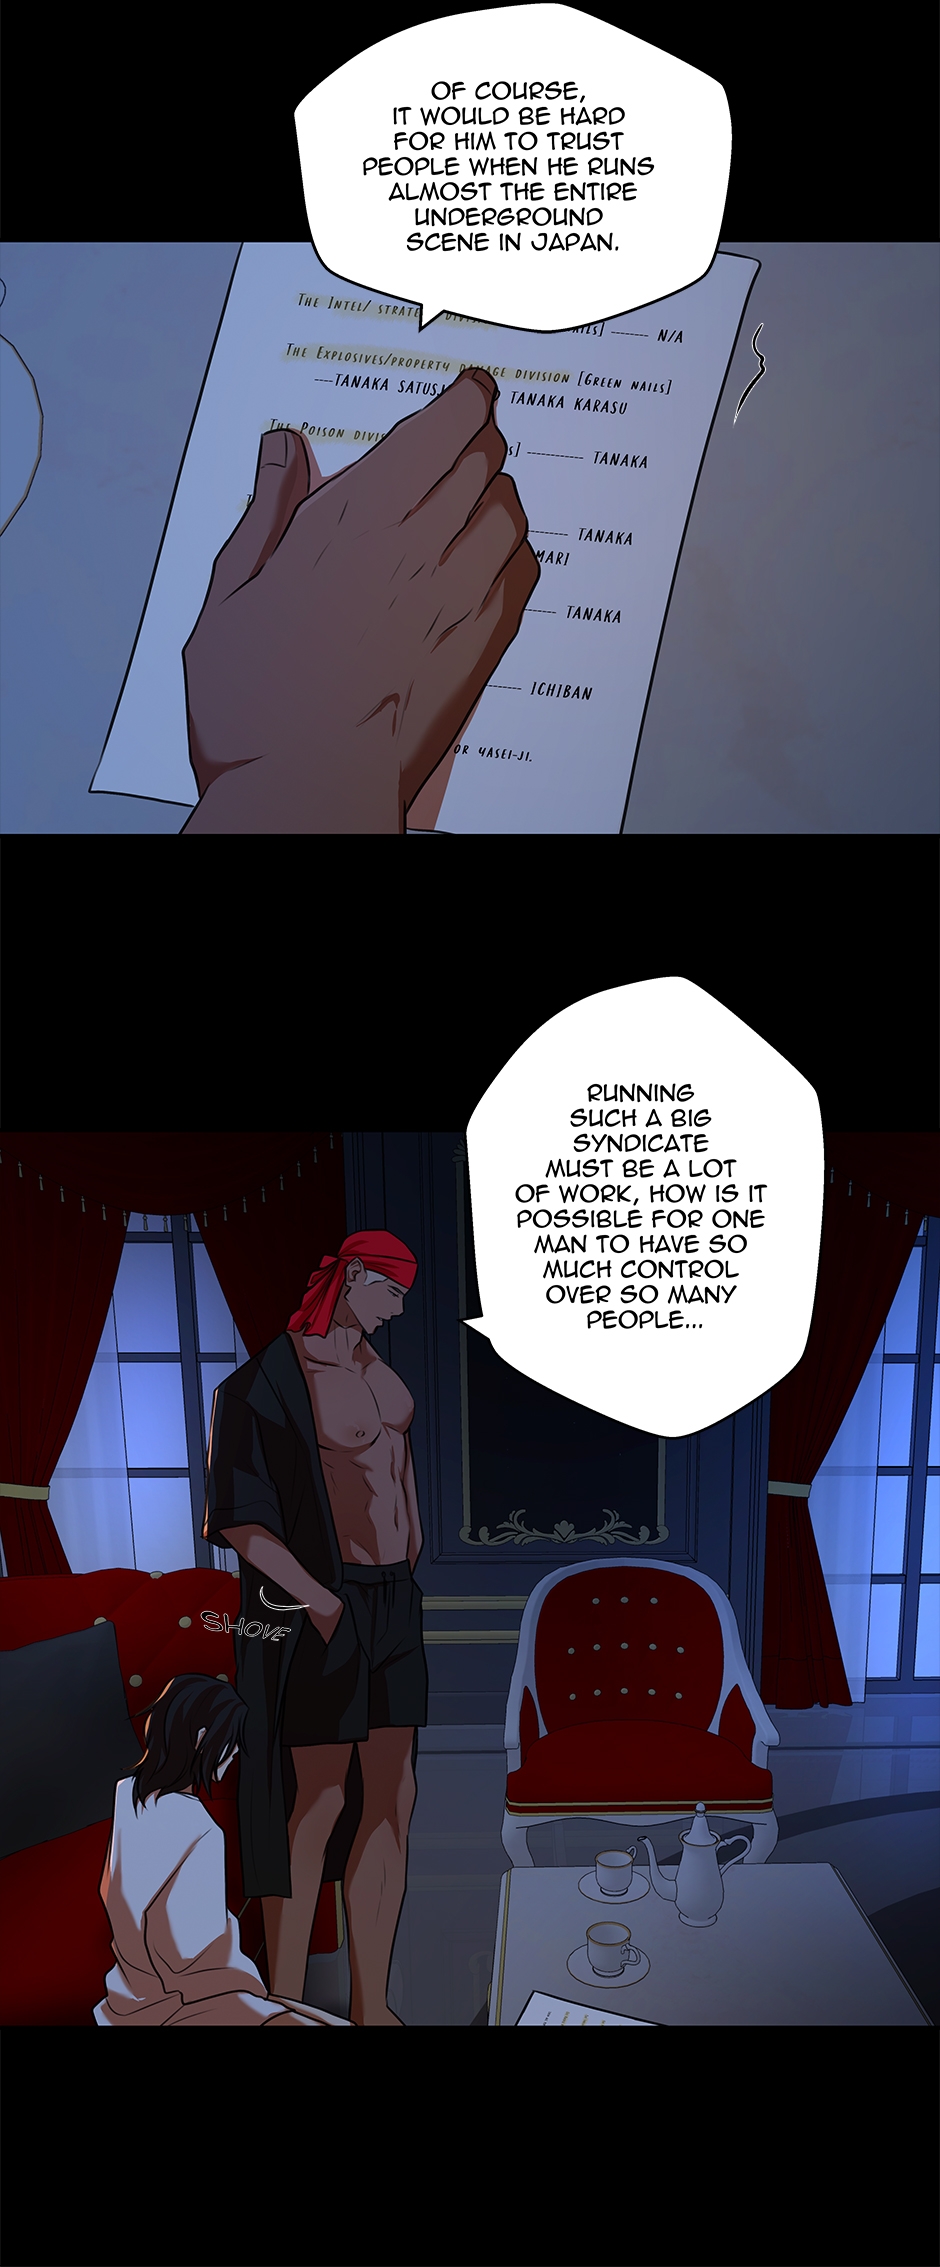 OF COURSE,
IT WOULD BE HARD
FOR HIM TO TRUST
PEOPLE WHEN HE RUNS
ALMOST THE ENTIRE
UNDERGROUND
SCENE IN JAPAN.
THE INTEL/ -------- N/A
THE EXPLOSIVES/PROPERTY DAMAGE DIVISION [GREEN NAILS]
----TANAKA TANAKA KARASU
THE POISON ------------ TANAKA
-------- TANAKA
-------- TANAKA
-------- ICHIBAN
OR YASEI-JI.
RUNNING
SUCH A BIG
SYNDICATE
MUST BE A LOT
OF WORK, HOW IS IT
POSSIBLE FOR ONE
MAN TO HAVE SO
MUCH CONTROL
OVER SO MANY
PEOPLE...
SHOVE